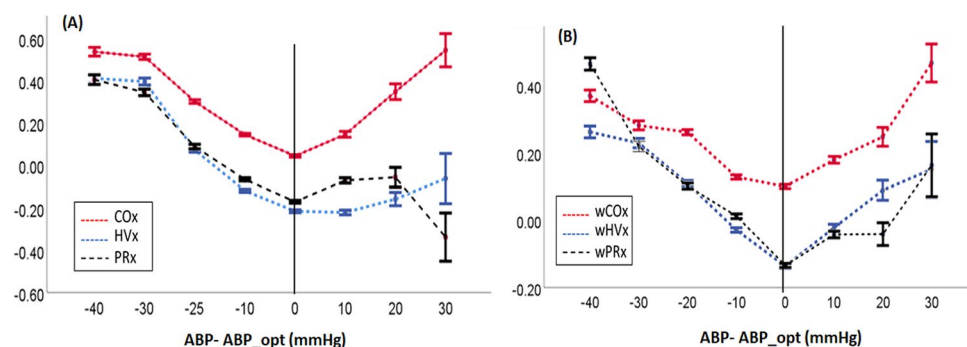 (A)
0.60
0.40
0.20
0.00
-0.20
-0.40
-0.60
COx
HVx
PRx
-40 -30 -25 -10 0 10 20 30
ABP- ABP_opt (mmHg)
(B)
0.40
0.20
0.00
-0.20
wCOx
wHVx
wPRx
-40 -30 -20 -10 0 10 20 30
ABP- ABP_opt (mmHg)